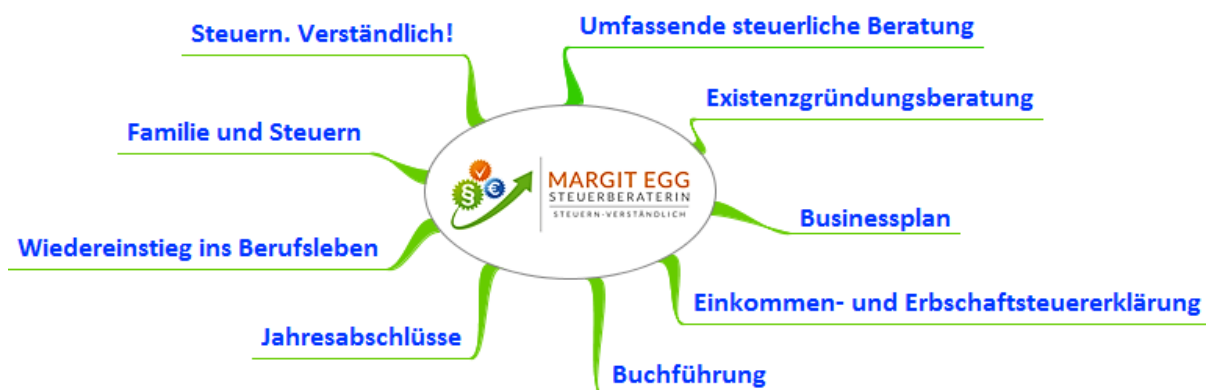 Steuern. Verständlich!
Umfassende steuerliche Beratung
Existenzgründungsberatung
Familie und Steuern
§
€
MARGIT EGG
STEUERBERATERIN
STEUERN-VERSTÄNDLICH
Businessplan
Wiedereinstieg ins Berufsleben
Einkommen- und Erbschaftsteuererklärung
Jahresabschlüsse
Buchführung